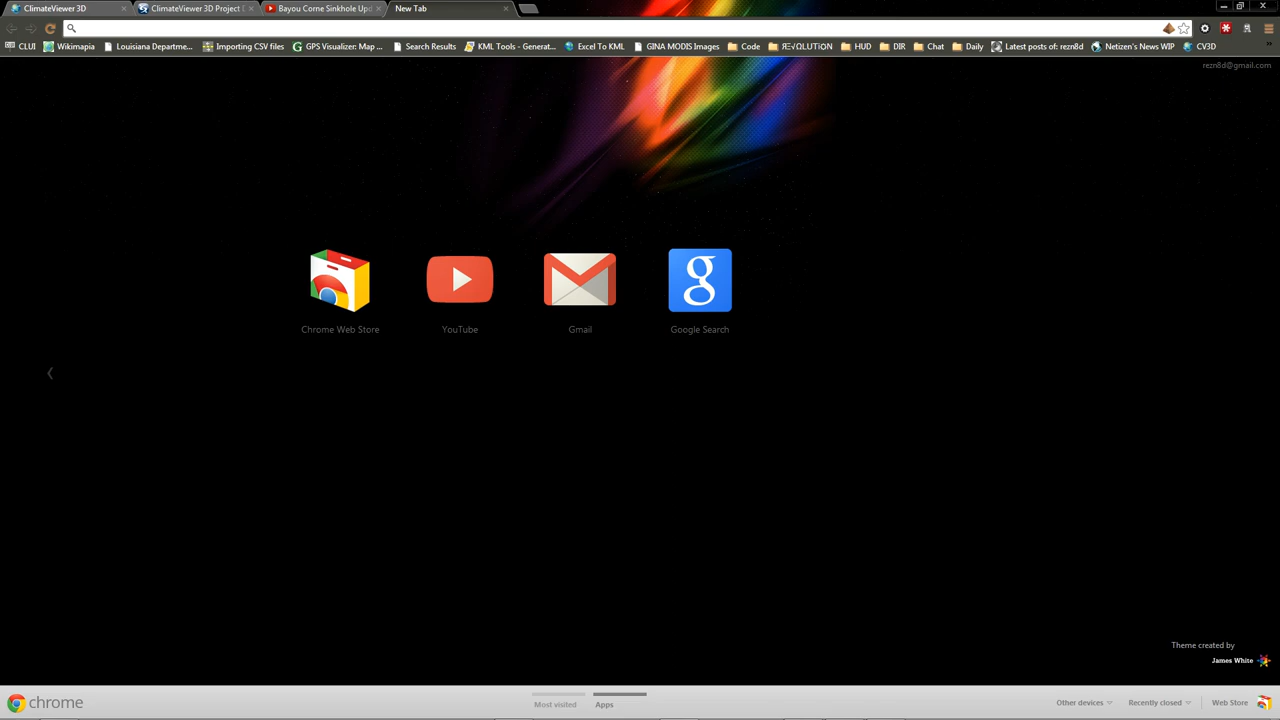 ClimateViewer 3D
ClimateViewer 3D Project D
Bayou Corne Sinkhole Upd
New Tab
CLUI
Wikimapia
Louisiana Departme...
Importing CSV files
GPS Visualizer: Map ...
Search Results
KML Tools - Generat...
Excel To KML
GINA MODIS Images
Code
ЯE√QLUTiON
HUD
DIR
Chat
Daily
Latest posts of: rezn8d
Netizen's News WIP
CV3D
»
rezn8d@gmail.com
Chrome Web Store
YouTube
Gmail
Google Search
Theme created by
James White
chrome
Most visited
Apps
Other devices
Recently closed
Web Store